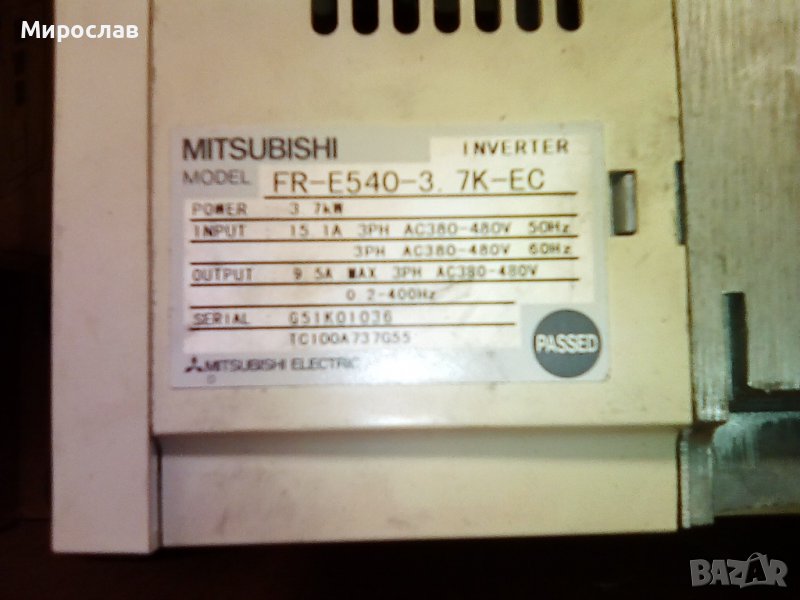 Мирослав
MITSUBISHI INVERTER
MODEL FR-E540-3.7K-EC
POWER 3.7kW
INPUT 15.1A 3PH AC380-480V 50Hz
3PH AC380-480V 60Hz
OUTPUT 9.5A MAX 3PH AC380-480V
0.2-400Hz
SERIAL G51K01036
TC100A737G55
PASSED
MITSUBISHI ELECTRIC
BAZAR